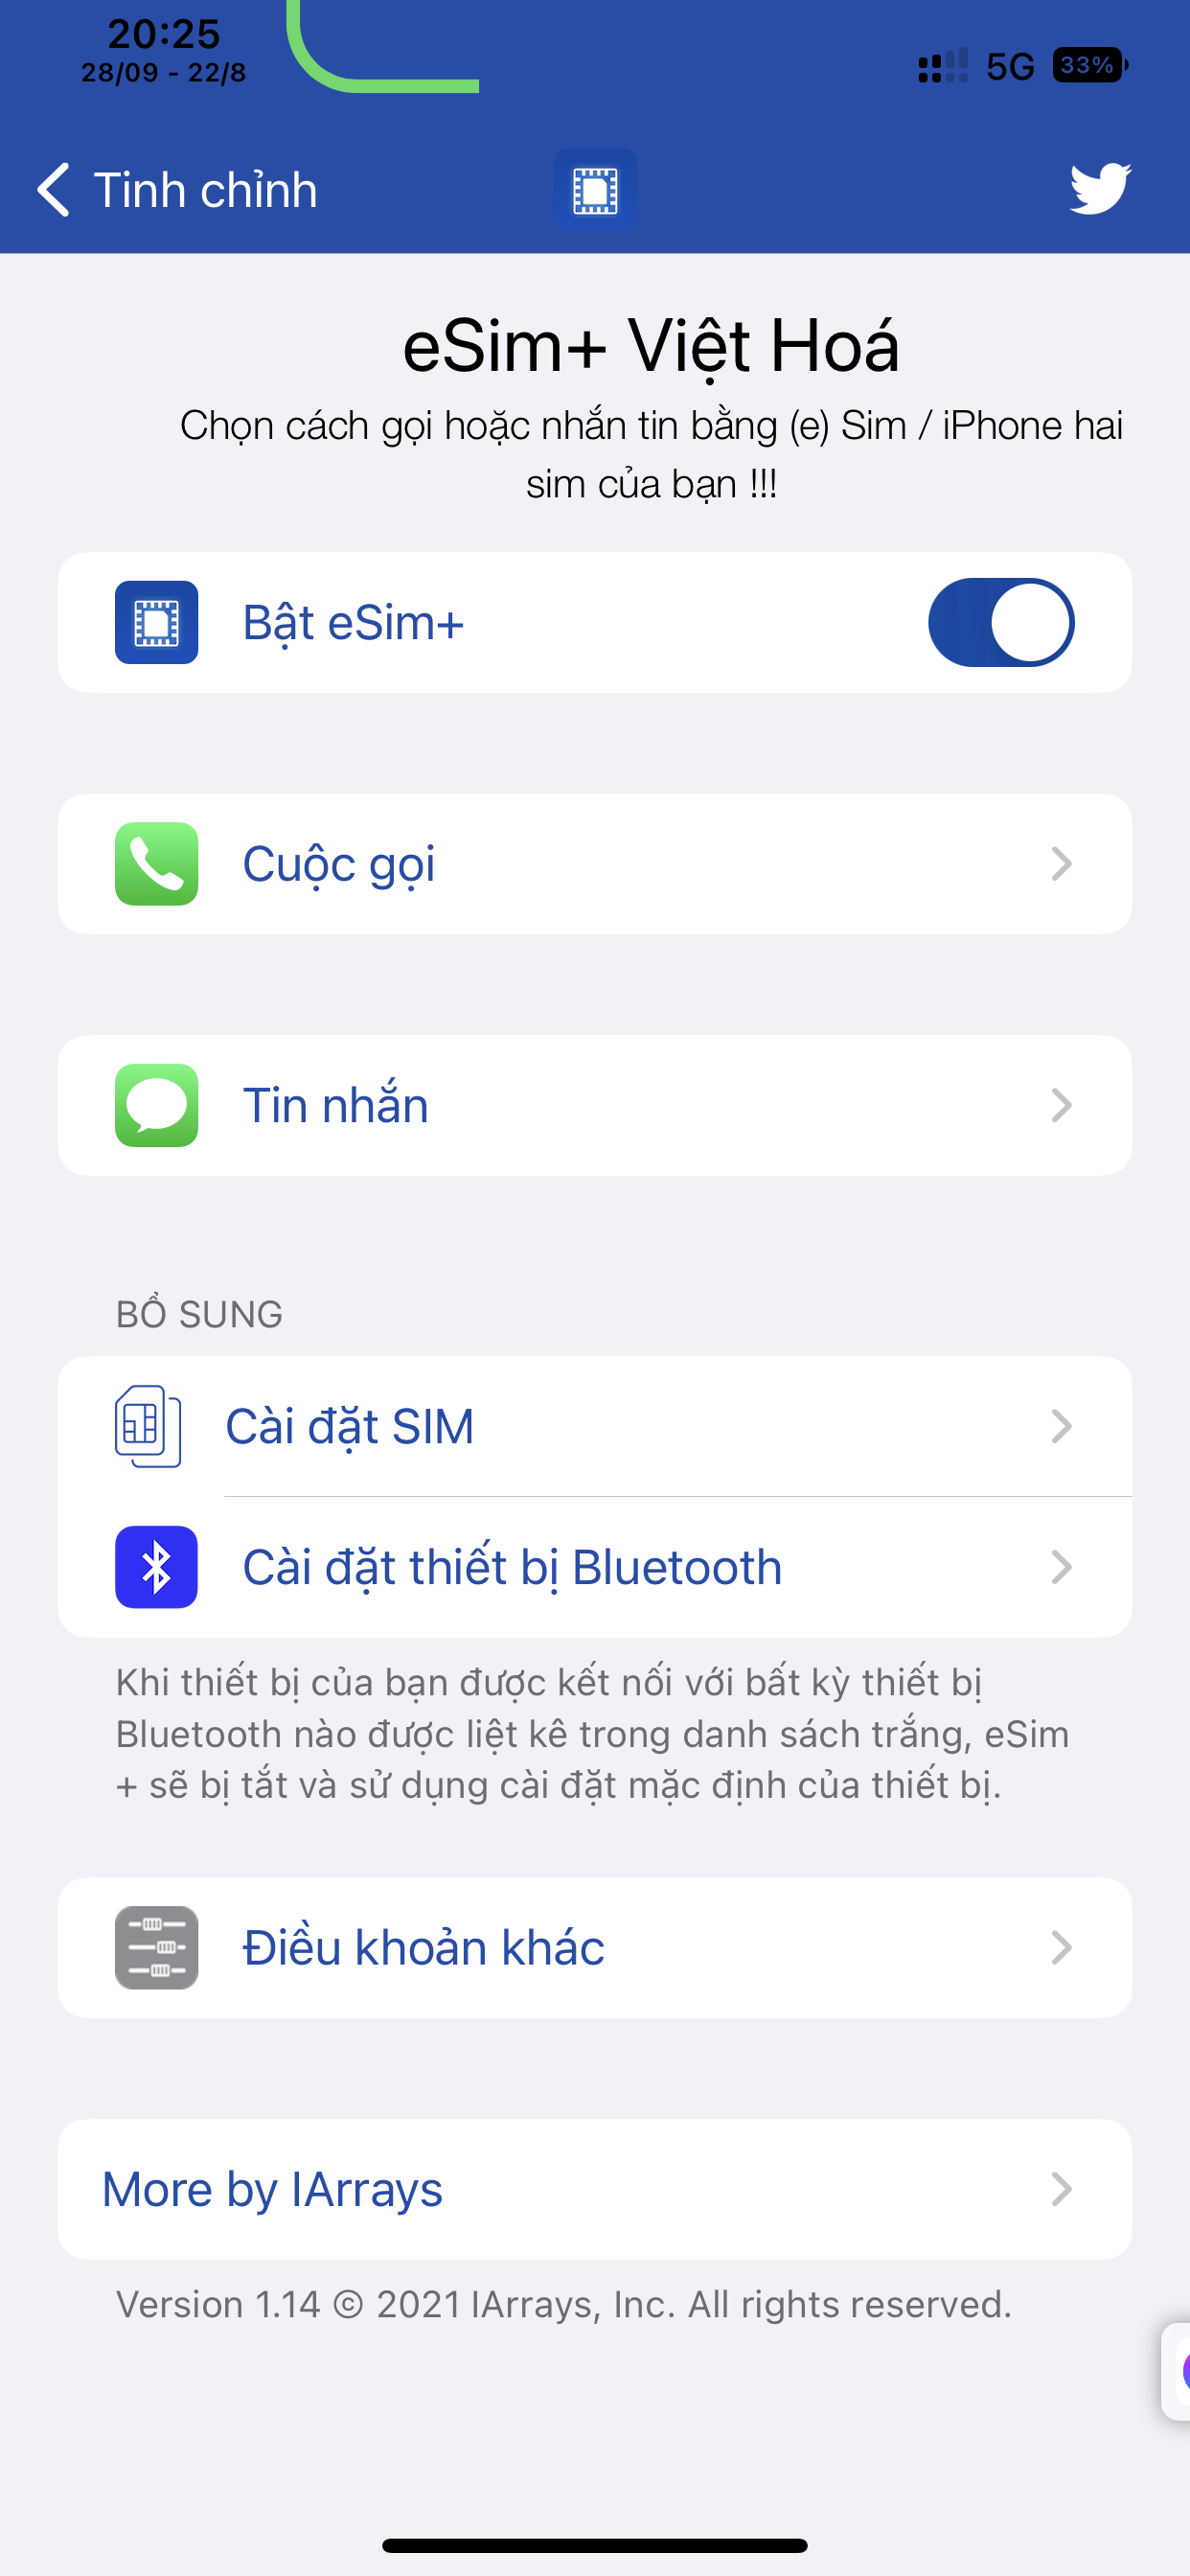 20:25
28/09 - 22/8
5G
33%
Tinh chỉnh
eSim+ Việt Hoá
Chọn cách gọi hoặc nhắn tin bằng (e) Sim / iPhone hai
sim của bạn !!!
Bật eSim+
Cuộc gọi
Tin nhắn
BỔ SUNG
Cài đặt SIM
Cài đặt thiết bị Bluetooth
Khi thiết bị của bạn được kết nối với bất kỳ thiết bị
Bluetooth nào được liệt kê trong danh sách trắng, eSim
+ sẽ bị tắt và sử dụng cài đặt mặc định của thiết bị.
Điều khoản khác
More by IArrays
Version 1.14 © 2021 IArrays, Inc. All rights reserved.